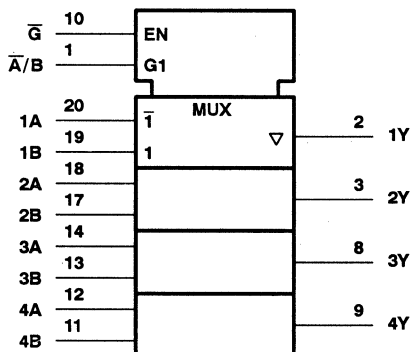 10
G̅ EN
1
A̅/B G1
20 MUX
1A 1̅ 2
19 ▽ 1Y
1B 1
18
2A 3
17 2Y
2B
14
3A 8
13 3Y
3B
12
4A 9
11 4Y
4B